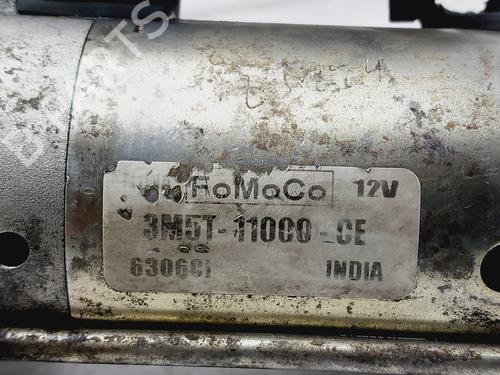 FoMoCo 12V
3M5T-11000-CE
6306CI INDIA